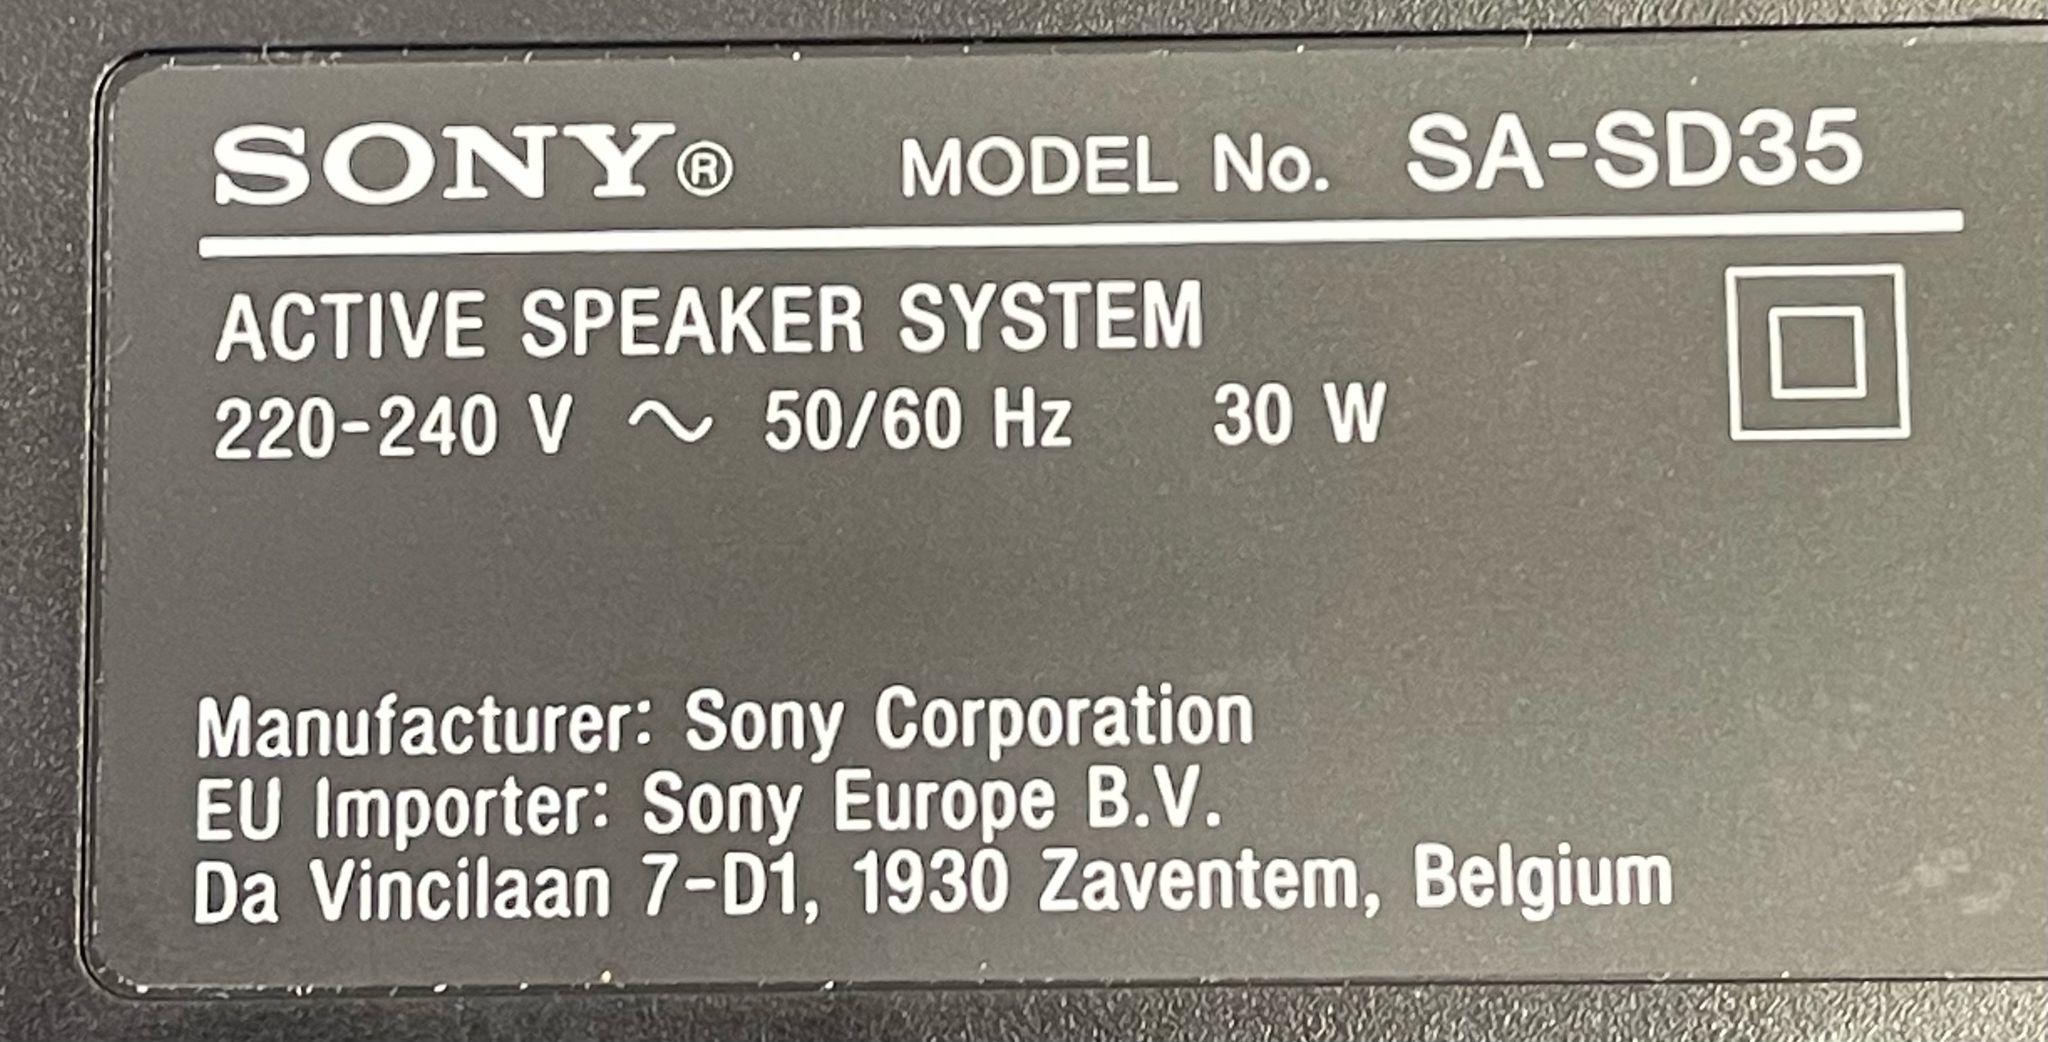 SONY® MODEL No. SA-SD35
ACTIVE SPEAKER SYSTEM
220-240 V ~ 50/60 Hz 30 W
Manufacturer: Sony Corporation
EU Importer: Sony Europe B.V.
Da Vincilaan 7-D1, 1930 Zaventem, Belgium